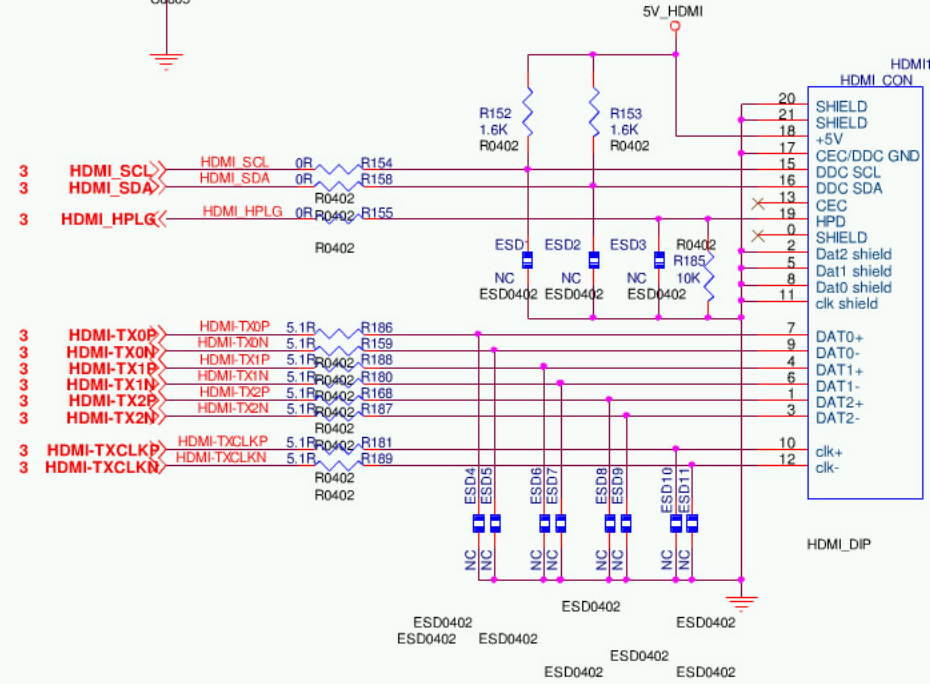 5V_HDMI
HDMI1
HDMI_CON
R152
1.6K
R0402
R153
1.6K
R0402
20 SHIELD
21 SHIELD
18 +5V
17 CEC/DDC GND
15 DDC SCL
16 DDC SDA
13 CEC
19 HPD
0 SHIELD
2 Dat2 shield
5 Dat1 shield
8 Dat0 shield
11 clk shield
3 HDMI_SCL HDMI_SCL 0R R154
3 HDMI_SDA HDMI_SDA 0R R158
R0402
3 HDMI_HPLG HDMI_HPLG 0R R0402 R155
R0402
ESD1 ESD2 ESD3 R0402
R185
NC NC NC 10K
ESD0402 ESD0402 ESD0402
3 HDMI-TX0P HDMI-TX0P 5.1R R186 7 DAT0+
3 HDMI-TX0N HDMI-TX0N 5.1R R159 9 DAT0-
3 HDMI-TX1P HDMI-TX1P 5.1R R0402 R188 4 DAT1+
3 HDMI-TX1N HDMI-TX1N 5.1R R0402 R180 6 DAT1-
3 HDMI-TX2P HDMI-TX2P 5.1R R0402 R168 1 DAT2+
3 HDMI-TX2N HDMI-TX2N 5.1R R0402 R187 3 DAT2-
R0402
3 HDMI-TXCLKP HDMI-TXCLKP 5.1R R0402 R181 10 clk+
3 HDMI-TXCLKN HDMI-TXCLKN 5.1R R189 12 clk-
R0402
R0402
ESD4 ESD5 ESD6 ESD7 ESD8 ESD9 ESD10 ESD11
NC NC NC NC NC NC NC NC
HDMI_DIP
ESD0402
ESD0402 ESD0402
ESD0402 ESD0402
ESD0402
ESD0402 ESD0402